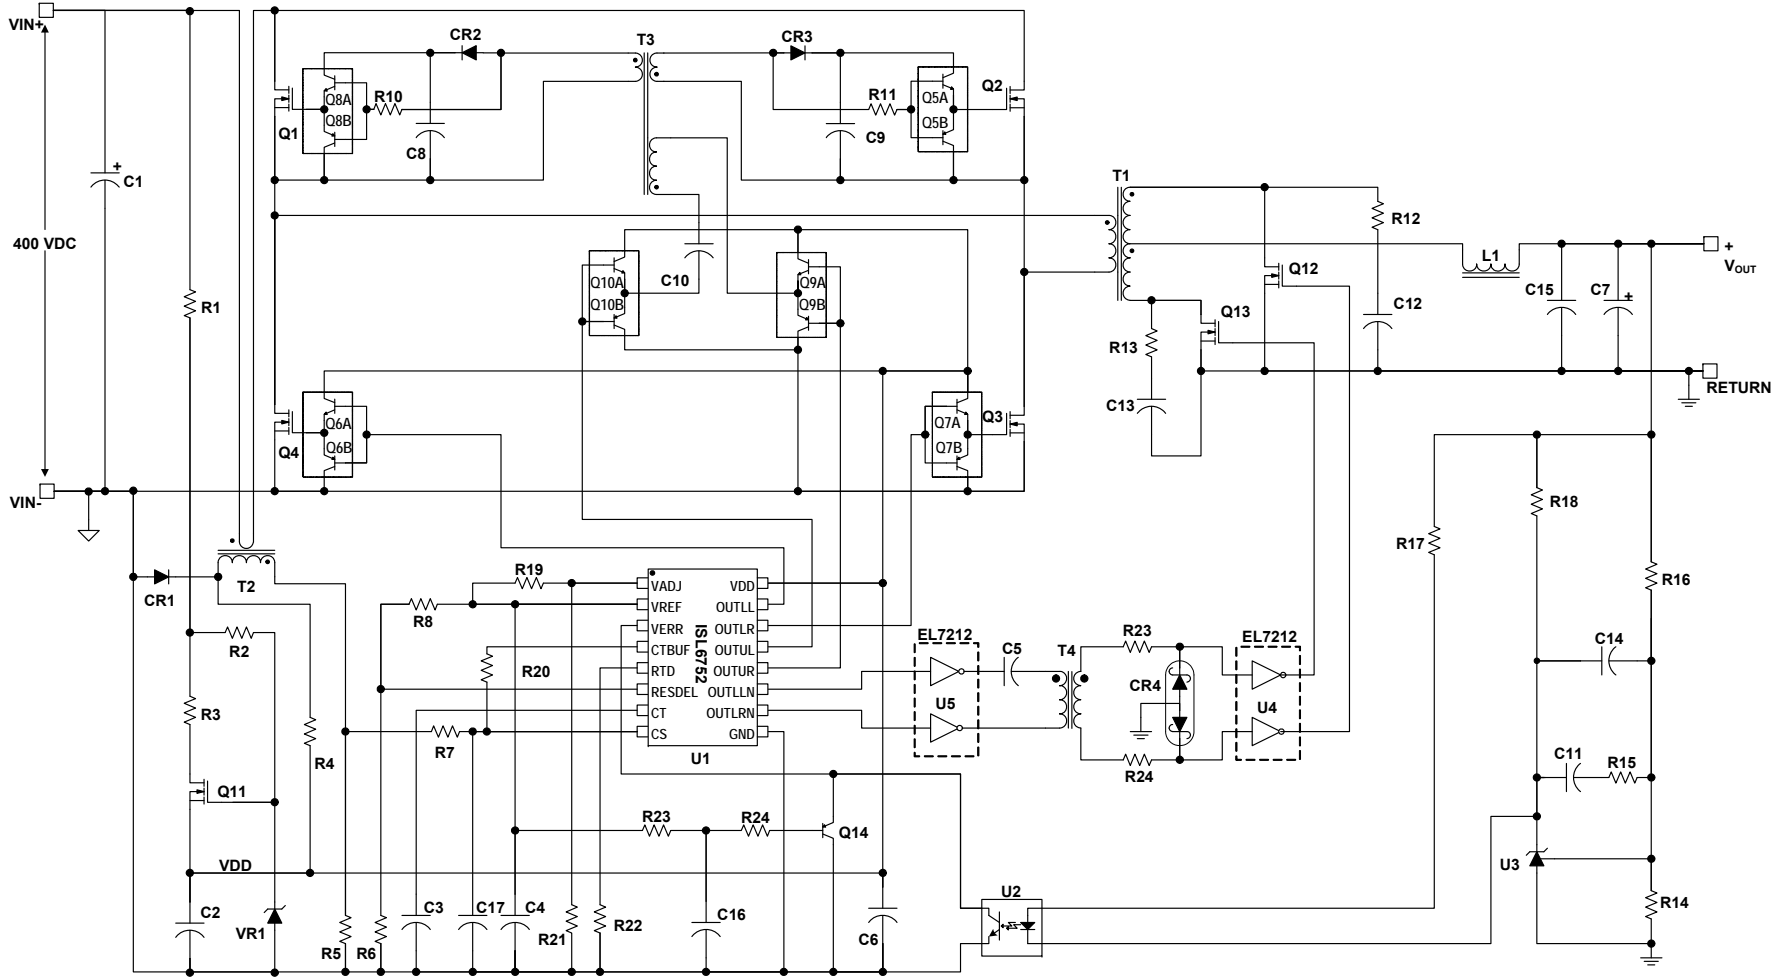 VIN+
CR2
T3
CR3
Q8A
Q8B
R10
Q1
C8
R11
C9
Q5A
Q5B
Q2
+
C1
T1
R12
400 VDC
L1
+
VOUT
Q10A
Q10B
C10
Q9A
Q9B
Q12
C15
C7
+
R1
Q13
C12
R13
RETURN
C13
Q6A
Q6B
Q4
Q7A
Q7B
Q3
VIN-
R18
R17
T2
CR1
R19
R8
R16
VADJ
VREF
VERR
CTBUF
RTD
RESDEL
CT
CS
ISL6752
VDD
OUTLL
OUTLR
OUTUL
OUTUR
OUTLLN
OUTLRN
GND
U1
R2
R20
EL7212
C5
T4
R23
EL7212
C14
CR4
U5
U4
R3
R4
R7
R24
C11
R15
Q11
R23
R24
Q14
U3
VDD
U2
C2
VR1
R5
R6
C3
C17
C4
R21
R22
C16
C6
R14